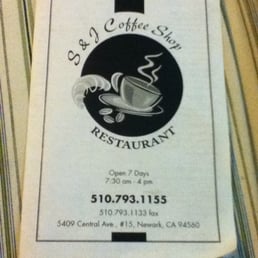 S & J Coffee Shop
RESTAURANT
Open 7 Days
7:30 am - 4 pm
510.793.1155
510.793.1133 fax
5409 Central Ave., #15, Newark, CA 94560